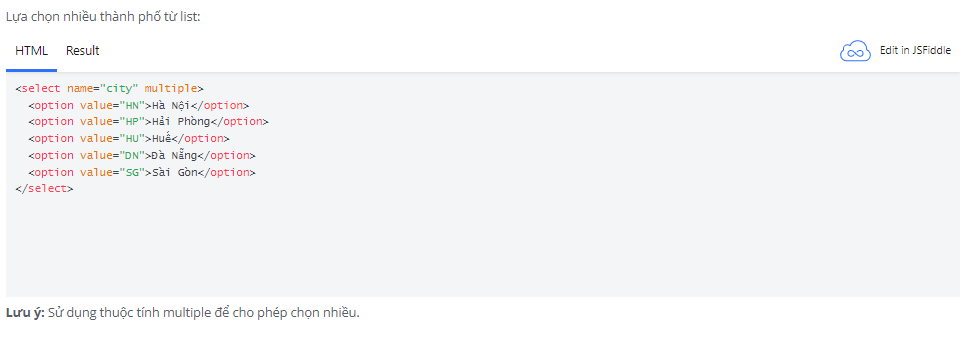 Lựa chọn nhiều thành phố từ list:
HTML Result Edit in JSFiddle
<select name="city" multiple>
  <option value="HN">Hà Nội</option>
  <option value="HP">Hải Phòng</option>
  <option value="HU">Huế</option>
  <option value="DN">Đà Nẵng</option>
  <option value="SG">Sài Gòn</option>
</select>
Lưu ý: Sử dụng thuộc tính multiple để cho phép chọn nhiều.